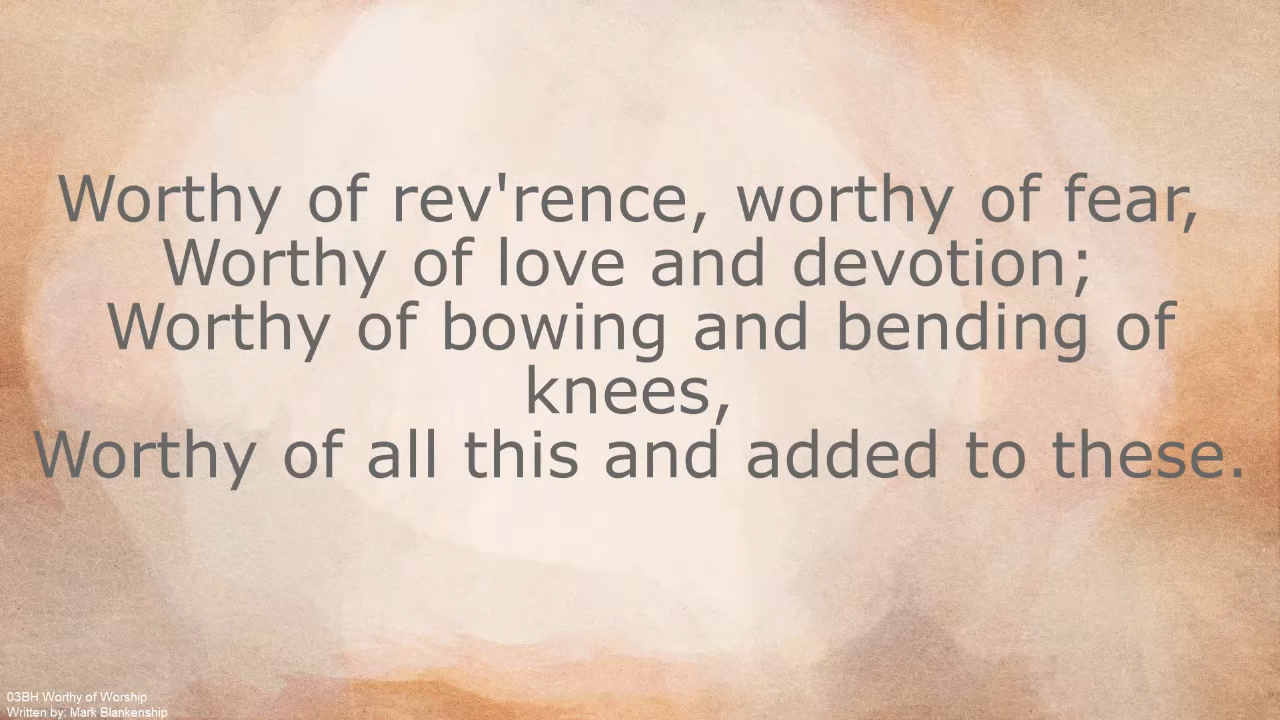 Worthy of rev'rence, worthy of fear,
Worthy of love and devotion;
Worthy of bowing and bending of
knees,
Worthy of all this and added to these.
03BH Worthy of Worship
Written by: Mark Blankenship